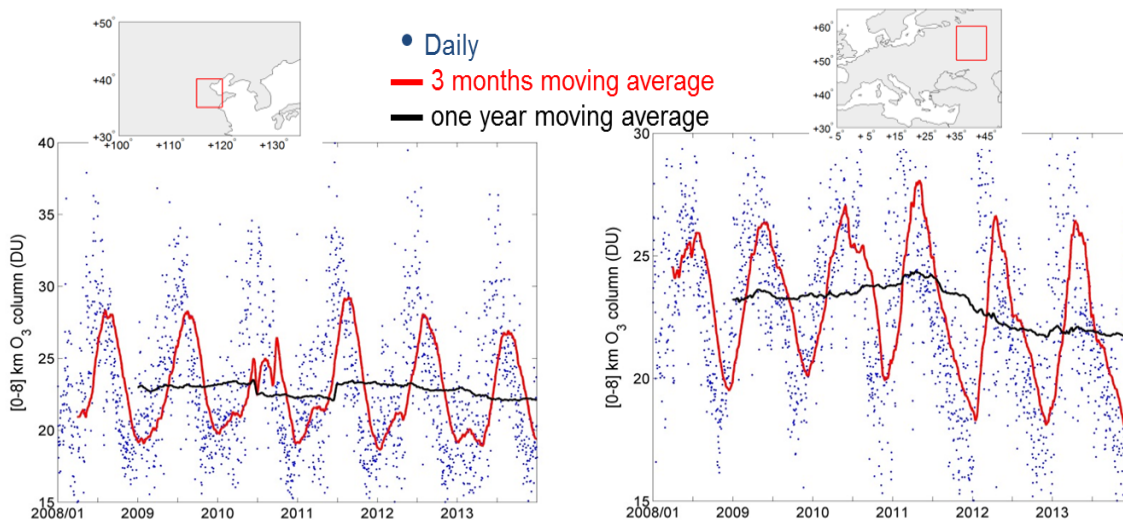 +50°
+40°
+30°
+100° +110° +120° +130°
Daily
3 months moving average
one year moving average
+60°
+50°
+40°
+30°
- 5° + 5° +15° +25° +35° +45°
[0-8] km O3 column (DU)
40
35
30
25
20
15
2008/01 2009 2010 2011 2012 2013
[0-8] km O3 column (DU)
30
25
20
15
2008/01 2009 2010 2011 2012 2013